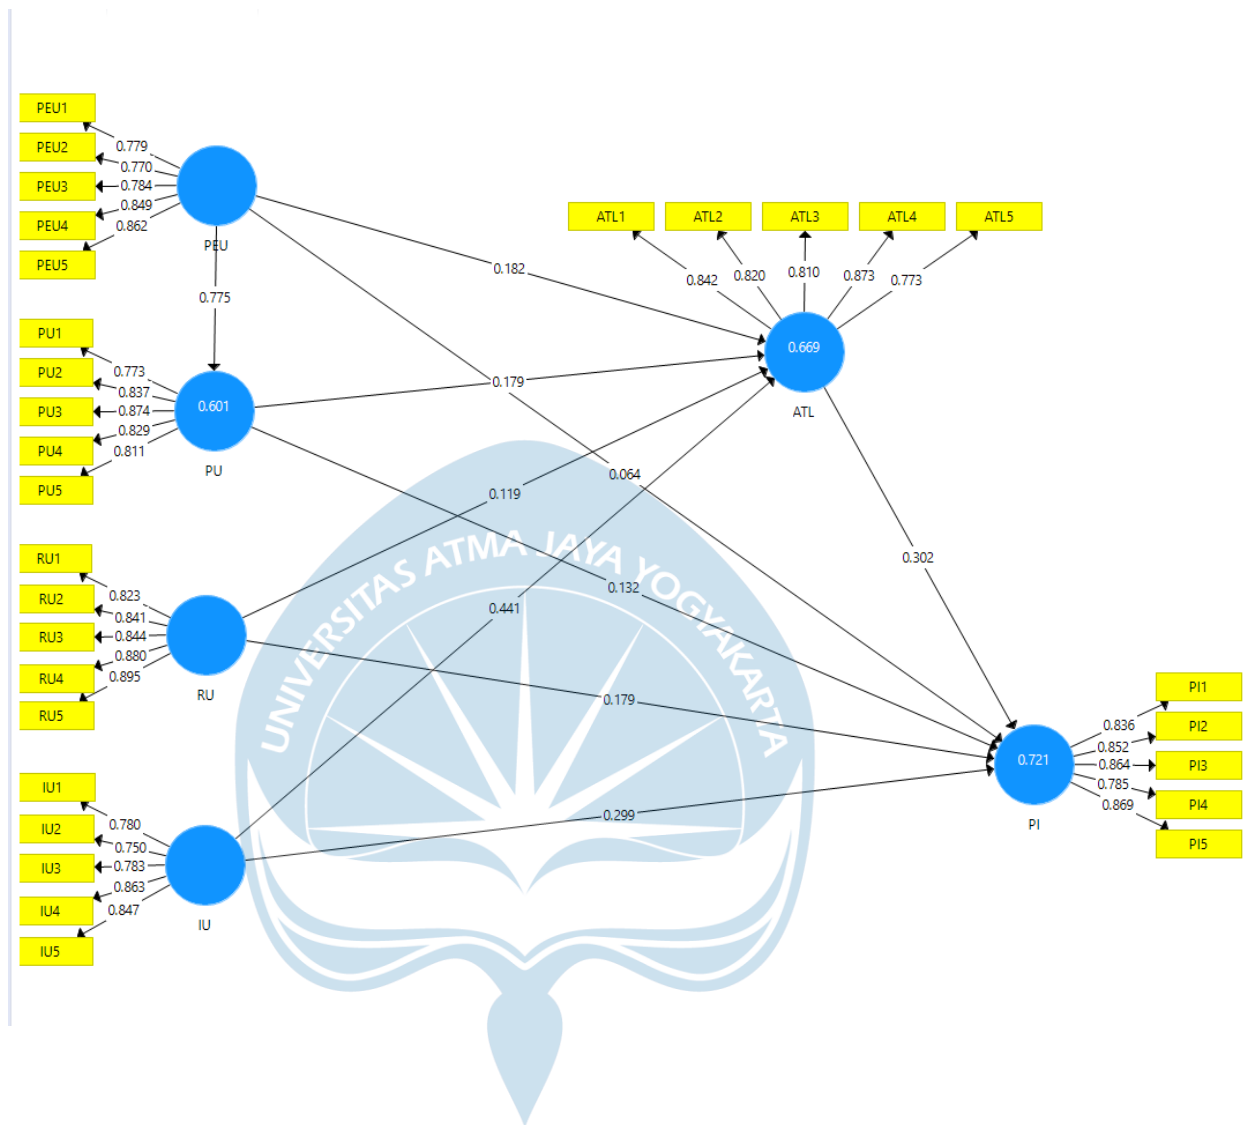 PEU1
PEU2
PEU3
PEU4
PEU5
0.779
0.770
0.784
0.849
0.862
PEU
0.775
PU1
PU2
PU3
PU4
PU5
0.773
0.837
0.874
0.829
0.811
0.601
PU
RU1
RU2
RU3
RU4
RU5
0.823
0.841
0.844
0.880
0.895
RU
IU1
IU2
IU3
IU4
IU5
0.780
0.750
0.783
0.863
0.847
IU
0.182
0.179
0.064
0.119
0.132
0.441
0.179
0.299
0.302
ATL1
ATL2
ATL3
ATL4
ATL5
0.842
0.820
0.810
0.873
0.773
0.669
ATL
0.721
PI
0.836
0.852
0.864
0.785
0.869
PI1
PI2
PI3
PI4
PI5
UNIVERSITAS ATMA JAYA YOGYAKARTA